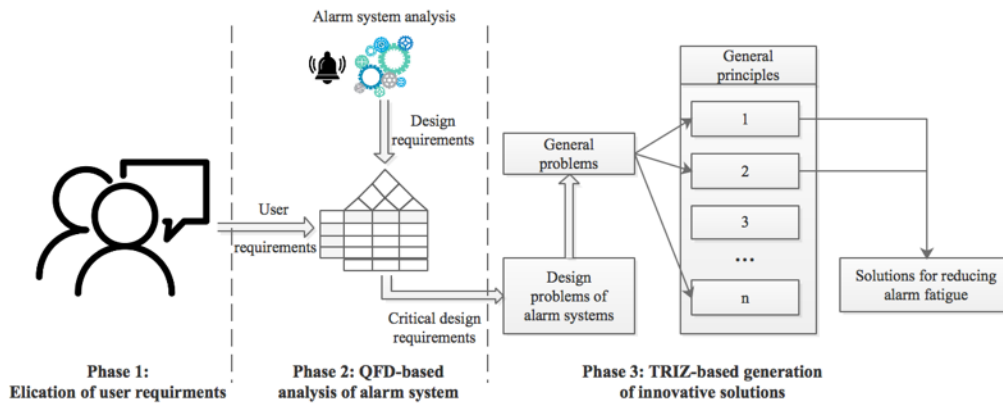 Alarm system analysis
Design
requirements
User
requirements
Critical design
requirements
General
problems
Design
problems of
alarm systems
General
principles
1
2
3
...
n
Solutions for reducing
alarm fatigue
Phase 1:
Elication of user requirments
Phase 2: QFD-based
analysis of alarm system
Phase 3: TRIZ-based generation
of innovative solutions